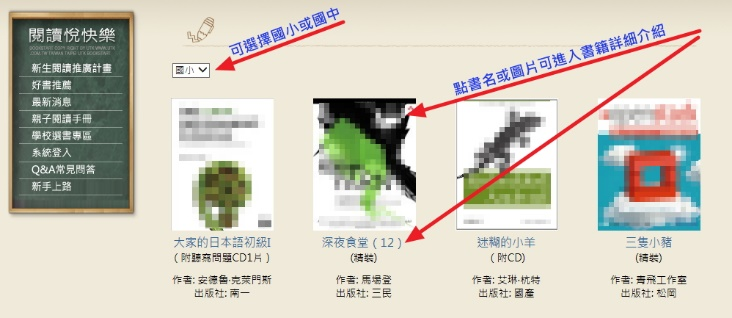 閱讀悅快樂
新生閱讀推廣計畫
好書推薦
最新消息
親子閱讀手冊
學校選書專區
系統登入
Q&A常見問答
新手上路
可選擇國小或國中
點書名或圖片可進入書籍詳細介紹
國小
大家的日本語初級I
(附聽寫問題CD1片)
作者: 安德魯‧克萊門斯
出版社: 南一
深夜食堂(12)
(精裝)
作者: 馬場登
出版社: 三民
迷糊的小羊
(附CD)
作者: 艾琳‧杭特
出版社: 國產
三隻小豬
(精裝)
作者: 青飛工作室
出版社: 松岡